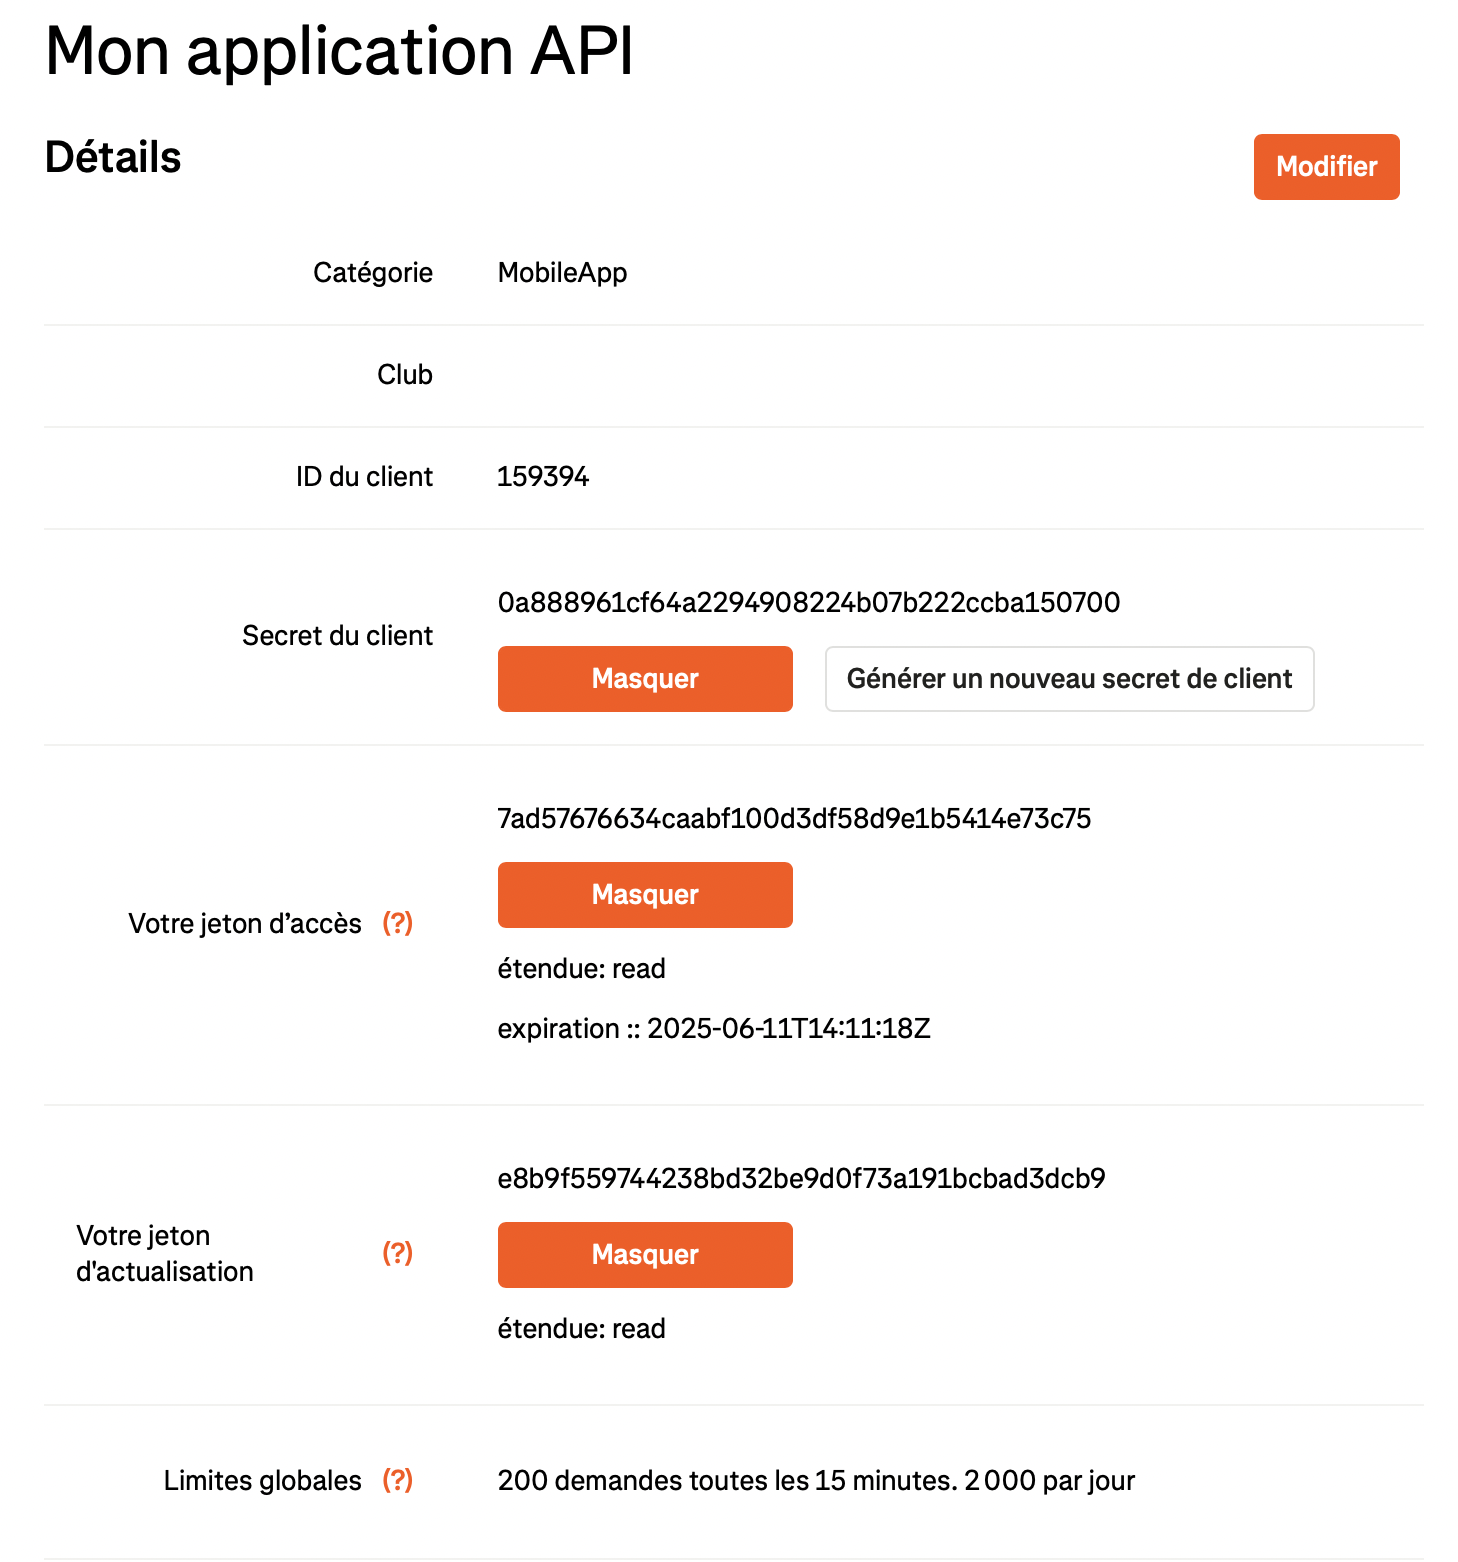 Mon application API
Détails
Modifier
Catégorie MobileApp
Club
ID du client 159394
Secret du client
0a888961cf64a2294908224b07b222ccba150700
Masquer Générer un nouveau secret de client
7ad57676634caabf100d3df58d9e1b5414e73c75
Masquer
Votre jeton d’accès (?)
étendue: read
expiration :: 2025-06-11T14:11:18Z
e8b9f559744238bd32be9d0f73a191bcbad3dcb9
Votre jeton
d'actualisation (?)
Masquer
étendue: read
Limites globales (?) 200 demandes toutes les 15 minutes. 2 000 par jour